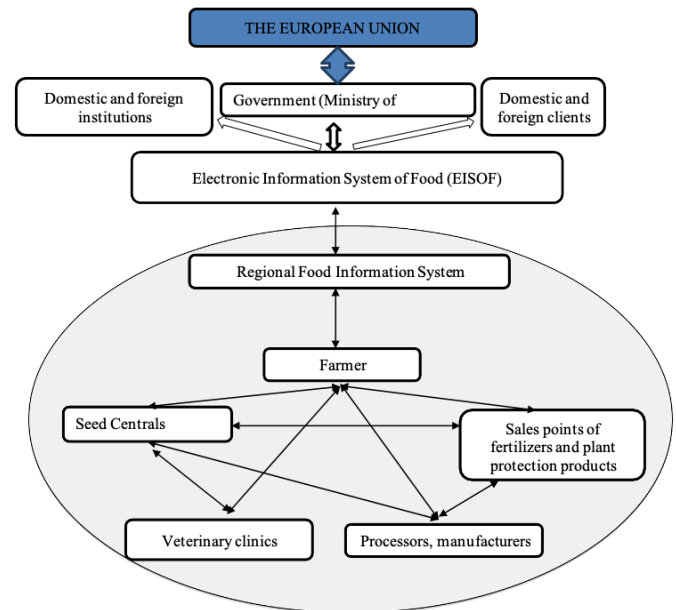 THE EUROPEAN UNION
Domestic and foreign
institutions
Government (Ministry of
Domestic and
foreign clients
Electronic Information System of Food (EISOF)
Regional Food Information System
Farmer
Seed Centrals
Sales points of
fertilizers and plant
protection products
Veterinary clinics
Processors, manufacturers